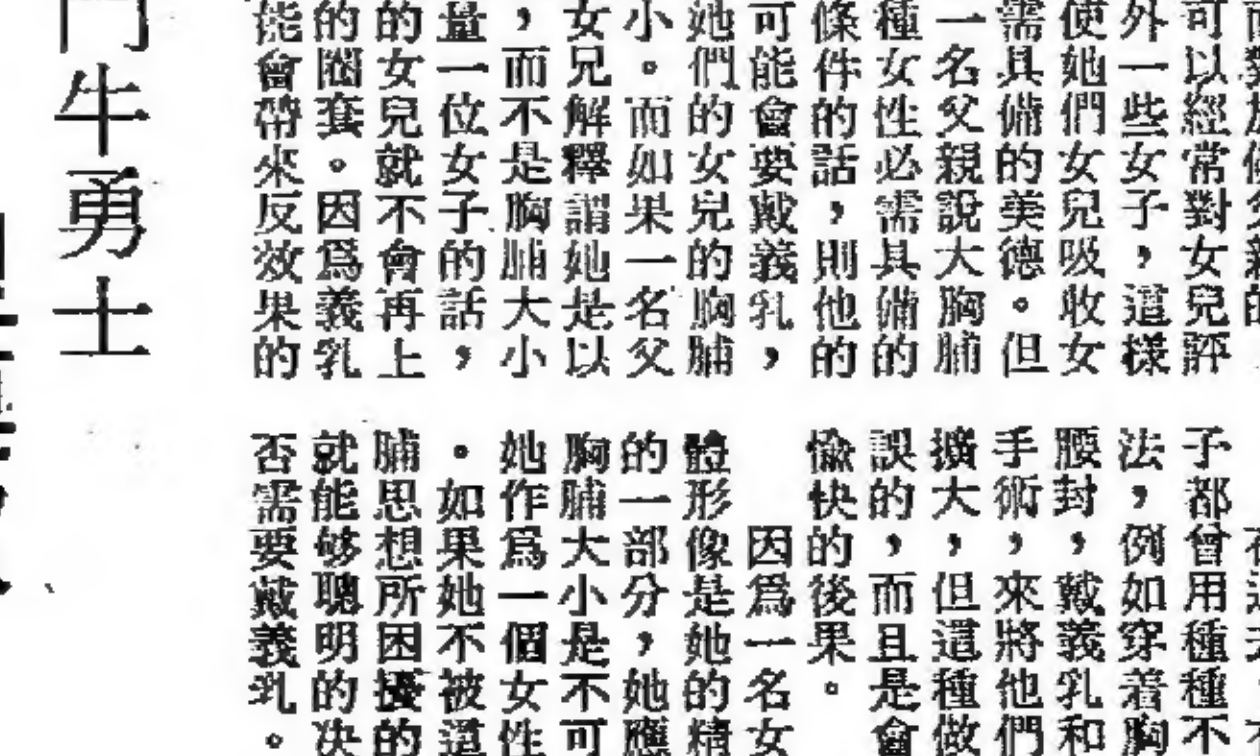 可以經常對女兒評
外一些女子，這樣
使她們女兒吸收女
需具備的美德。但
一名父親說大胸脯
種女性必需具備的
條件的話，則他的
可能會要戴義乳，
她們的女兒的胸脯
小。而如果一名父
女兒解釋謂她是以
，而不是胸脯大小
量一位女子的話，
的女兒就不會再上
的圈套。因爲義乳
能會帶來反效果的
子都會用種種不
法，例如穿着胸
腰封，戴義乳和
手術，來將他們
擴大，但這種做
誤的，而且是會
愉快的後果。
因爲一名女
體形像是她的精
的一部分，她應
胸脯大小是不可
她作爲一個女性
。如果她不被這
脯思想所困擾的
就能够聰明的决
否需要戴義乳。
鬥牛勇士